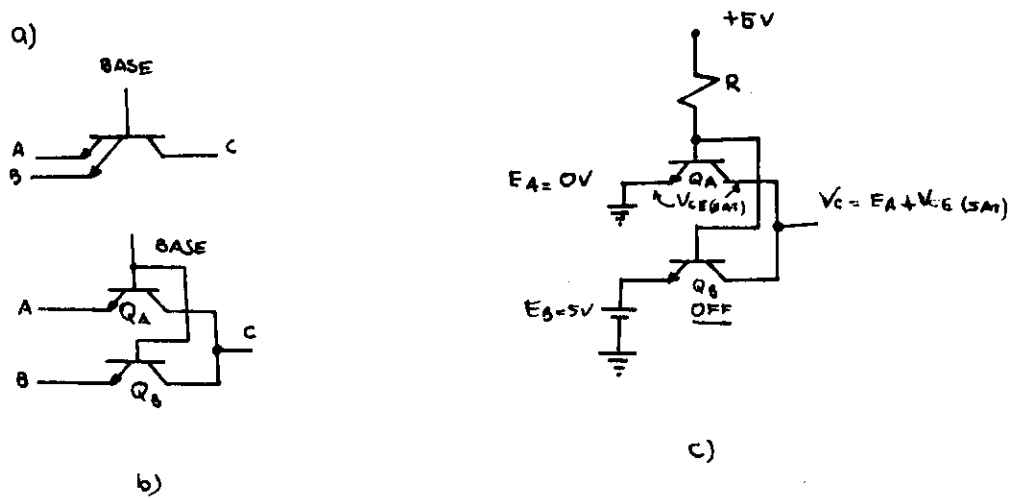 a)
BASE
A
B
C
BASE
A
QA
C
B
QB
b)
+5V
R
EA = 0V
QA
VCE(SAT)
VC = EA + VCE (SAT)
QB
OFF
EB = 5V
c)